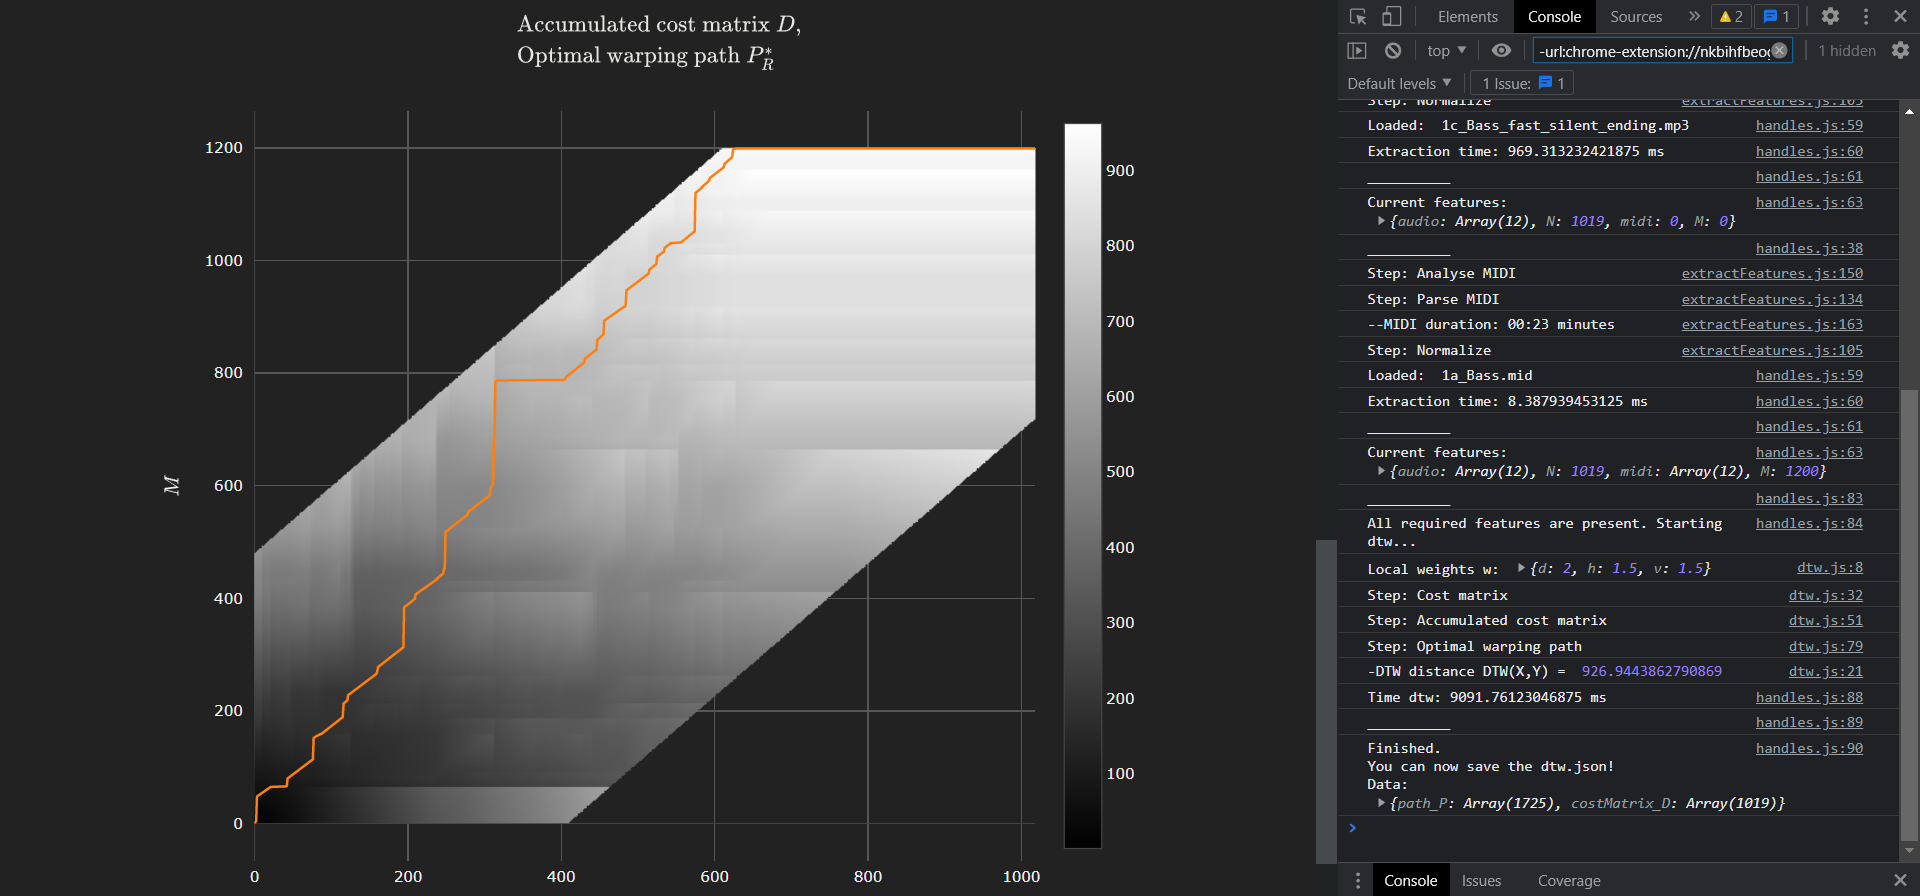 Accumulated cost matrix D,
Optimal warping path P*R
1200
1000
800
600
400
200
0
M
0
200
400
600
800
1000
900
800
700
600
500
400
300
200
100
Elements
Console
Sources
2
1
top
-url:chrome-extension://nkbihfbeog
1 hidden
Default levels
1 Issue:
1
Step: Normalize extractFeatures.js:105
Loaded: 1c_Bass_fast_silent_ending.mp3 handles.js:59
Extraction time: 969.313232421875 ms handles.js:60
__________ handles.js:61
Current features: handles.js:63
{audio: Array(12), N: 1019, midi: 0, M: 0}
__________ handles.js:38
Step: Analyse MIDI extractFeatures.js:150
Step: Parse MIDI extractFeatures.js:134
--MIDI duration: 00:23 minutes extractFeatures.js:163
Step: Normalize extractFeatures.js:105
Loaded: 1a_Bass.mid handles.js:59
Extraction time: 8.387939453125 ms handles.js:60
__________ handles.js:61
Current features: handles.js:63
{audio: Array(12), N: 1019, midi: Array(12), M: 1200}
__________ handles.js:83
All required features are present. Starting handles.js:84
dtw...
Local weights w: {d: 2, h: 1.5, v: 1.5} dtw.js:8
Step: Cost matrix dtw.js:32
Step: Accumulated cost matrix dtw.js:51
Step: Optimal warping path dtw.js:79
-DTW distance DTW(X,Y) = 926.9443862790869 dtw.js:21
Time dtw: 9091.76123046875 ms handles.js:88
__________ handles.js:89
Finished. handles.js:90
You can now save the dtw.json!
Data:
{path_P: Array(1725), costMatrix_D: Array(1019)}
Console
Issues
Coverage